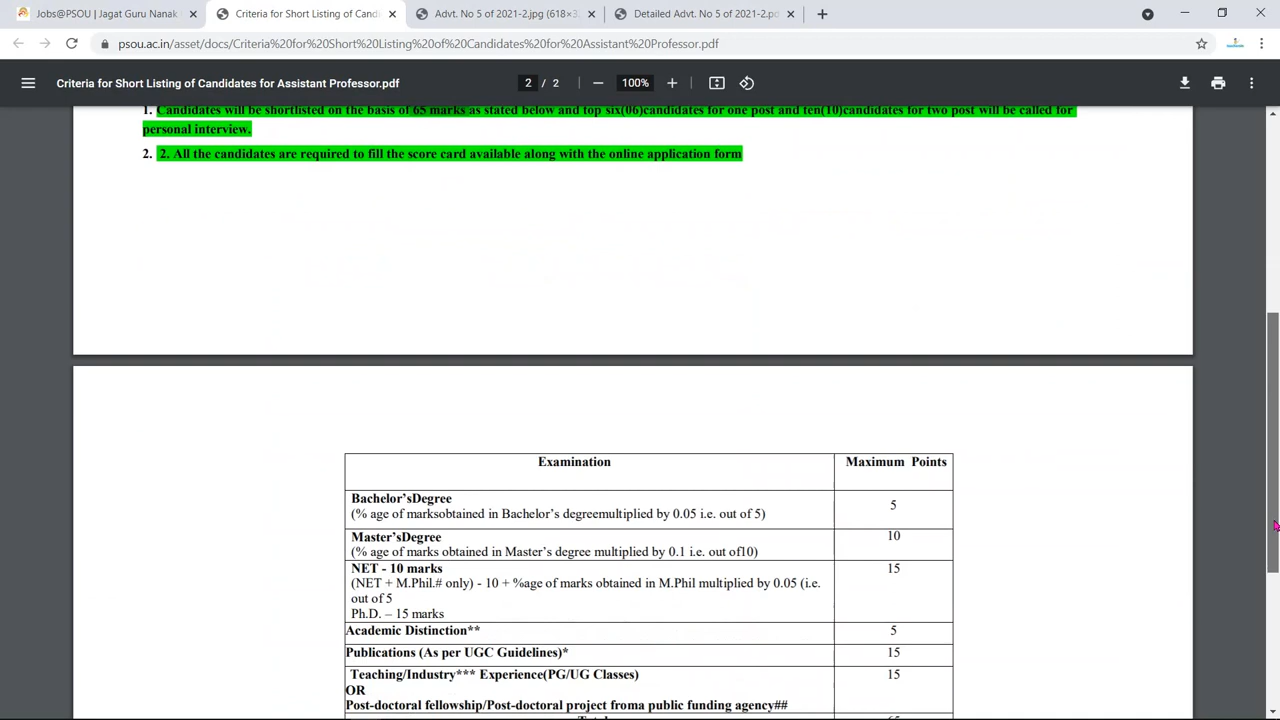 Jobs@PSOU | Jagat Guru Nanak
Criteria for Short Listing of Cand
Advt. No 5 of 2021-2.jpg (618×3
Detailed Advt. No 5 of 2021-2.p
psou.ac.in/asset/docs/Criteria%20for%20Short%20Listing%20of%20Candidates%20for%20Assistant%20Professor.pdf
Criteria for Short Listing of Candidates for Assistant Professor.pdf
2 / 2
100%
1. Candidates will be shortlisted on the basis of 65 marks as stated below and top six(06)candidates for one post and ten(10)candidates for two post will be called for
personal interview.
2. 2. All the candidates are required to fill the score card available along with the online application form
Examination
Maximum Points
Bachelor'sDegree
(% age of marksobtained in Bachelor's degreemultiplied by 0.05 i.e. out of 5)
5
Master'sDegree
(% age of marks obtained in Master's degree multiplied by 0.1 i.e. out of10)
10
NET - 10 marks
(NET + M.Phil.# only) - 10 + %age of marks obtained in M.Phil multiplied by 0.05 (i.e.
out of 5
Ph.D. – 15 marks
15
Academic Distinction**
5
Publications (As per UGC Guidelines)*
15
Teaching/Industry*** Experience(PG/UG Classes)
OR
Post-doctoral fellowship/Post-doctoral project froma public funding agency##
15